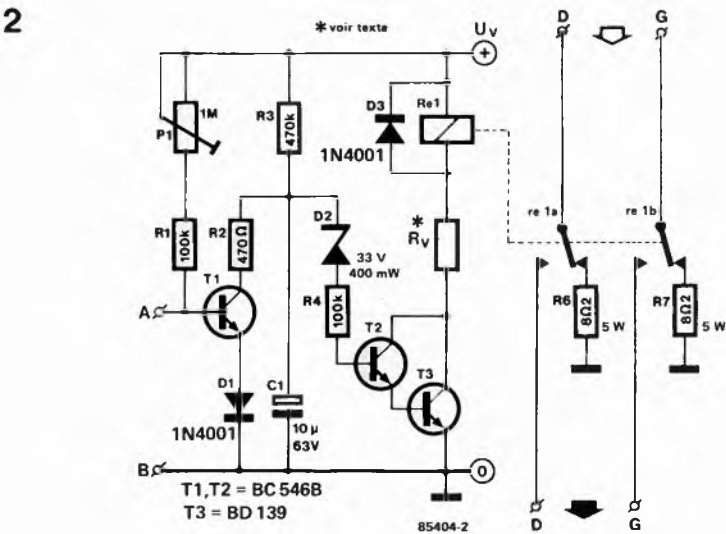 2
* voir texte
Uv
+
D
G
P1
1M
R3
470k
D3
1N4001
Re1
R1
100k
R2
470Ω
D2
33 V
400 mW
* Rv
re 1a
re 1b
A
T1
R4
100k
T2
T3
R6
8Ω2
5 W
R7
8Ω2
5 W
D1
1N4001
C1
10 µ
63V
B
0
T1,T2 = BC 546B
T3 = BD 139
85404-2
D
G